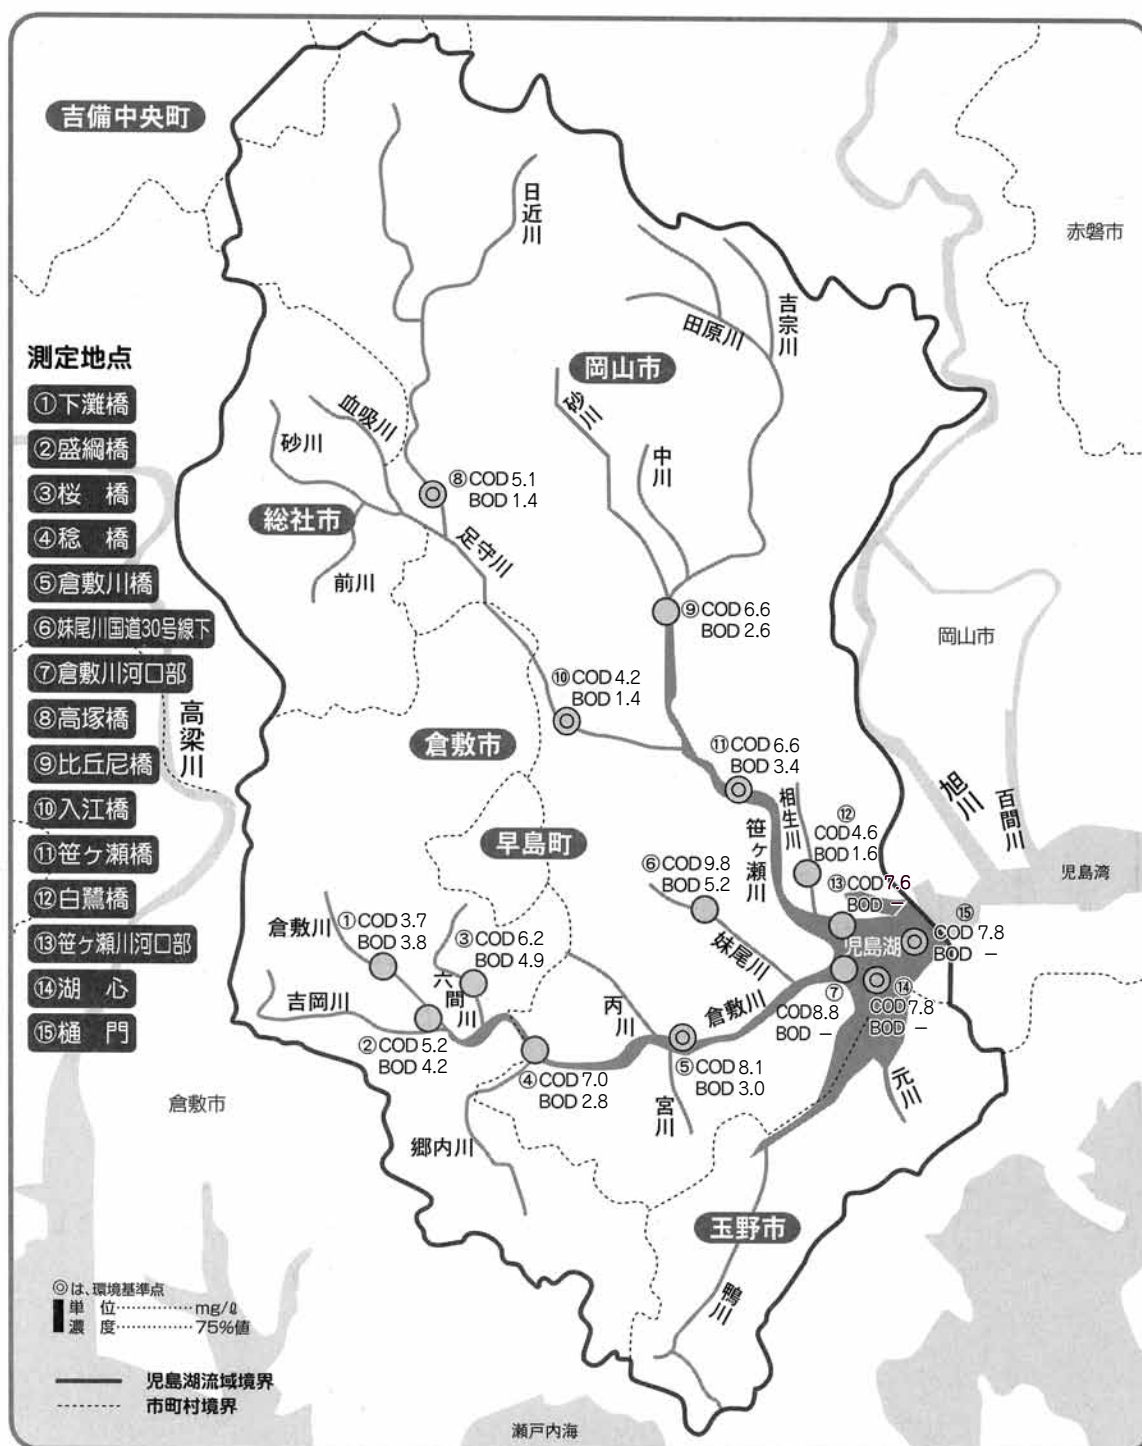 吉備中央町
日近川
赤磐市
吉宗川
田原川
岡山市
測定地点
①下灘橋
②盛綱橋
③桜　橋
④稔　橋
⑤倉敷川橋
⑥妹尾川国道30号線下
⑦倉敷川河口部
⑧高塚橋
⑨比丘尼橋
⑩入江橋
⑪笹ヶ瀬橋
⑫白鷺橋
⑬笹ヶ瀬川河口部
⑭湖　心
⑮樋　門
血吸川
砂川
砂川
中川
⑧COD 5.1
BOD 1.4
総社市
足守川
前川
⑨COD 6.6
BOD 2.6
岡山市
⑩COD 4.2
BOD 1.4
高梁川
倉敷市
⑪COD 6.6
BOD 3.4
相生川
旭川
百間川
笹ヶ瀬川
⑫
COD 4.6
BOD 1.6
早島町
児島湾
⑥COD 9.8
BOD 5.2
⑬COD 7.6
BOD －
⑮
COD 7.8
BOD －
倉敷川
①COD 3.7
BOD 3.8
③COD 6.2
BOD 4.9
児島湖
妹尾川
六間川
吉岡川
丙川
倉敷川
⑦
COD8.8
BOD －
⑭
COD 7.8
BOD －
②COD 5.2
BOD 4.2
④COD 7.0
BOD 2.8
⑤COD 8.1
BOD 3.0
宮川
元川
倉敷市
郷内川
玉野市
鴨川
◎は、環境基準点
単　位…………mg/ℓ
濃　度…………75%値
児島湖流域境界
市町村境界
瀬戸内海